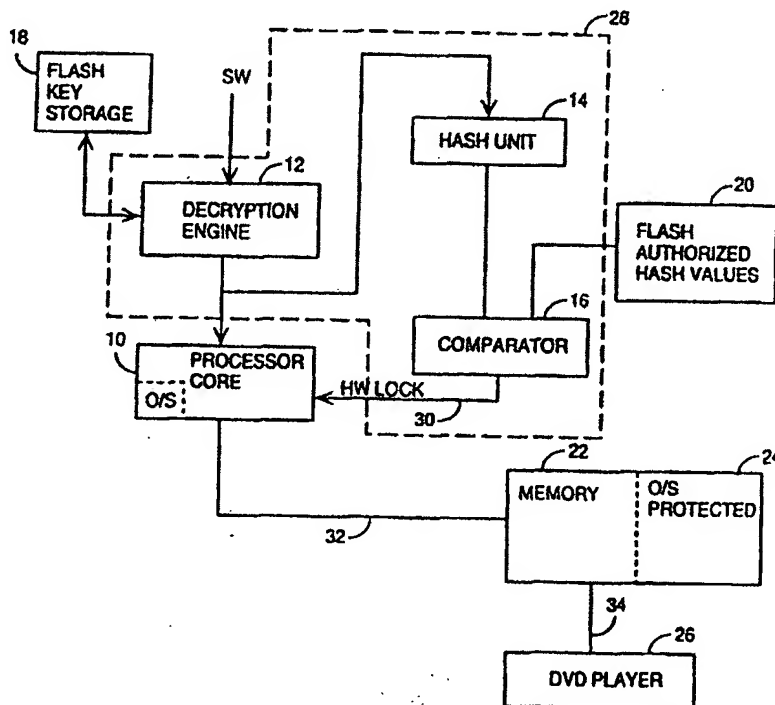 28
18
FLASH
KEY
STORAGE
SW
14
HASH UNIT
12
DECRYPTION
ENGINE
20
FLASH
AUTHORIZED
HASH VALUES
16
COMPARATOR
10
PROCESSOR
CORE
O/S
HW LOCK
30
22
24
MEMORY
O/S
PROTECTED
32
34
26
DVD PLAYER